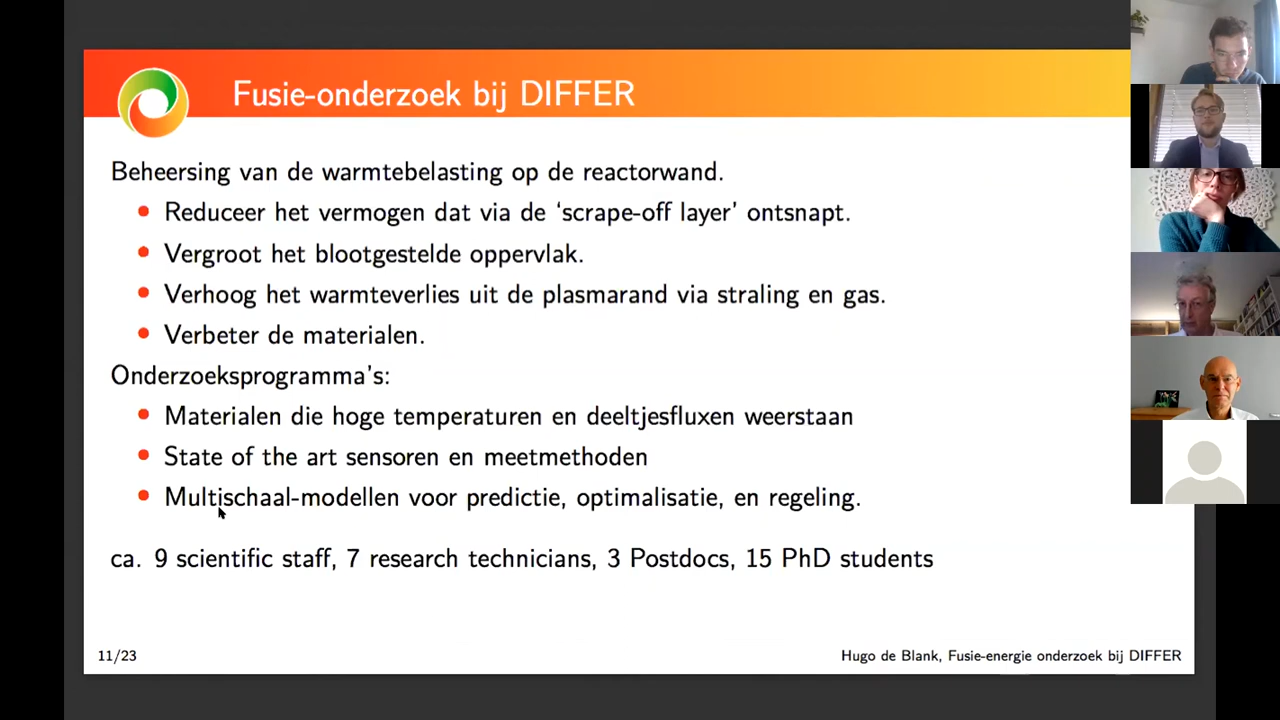 Fusie-onderzoek bij DIFFER
Beheersing van de warmtebelasting op de reactorwand.
Reduceer het vermogen dat via de ‘scrape-off layer’ ontsnapt.
Vergroot het blootgestelde oppervlak.
Verhoog het warmteverlies uit de plasmarand via straling en gas.
Verbeter de materialen.
Onderzoeksprogramma's:
Materialen die hoge temperaturen en deeltjesfluxen weerstaan
State of the art sensoren en meetmethoden
Multischaal-modellen voor predictie, optimalisatie, en regeling.
ca. 9 scientific staff, 7 research technicians, 3 Postdocs, 15 PhD students
11/23
Hugo de Blank, Fusie-energie onderzoek bij DIFFER